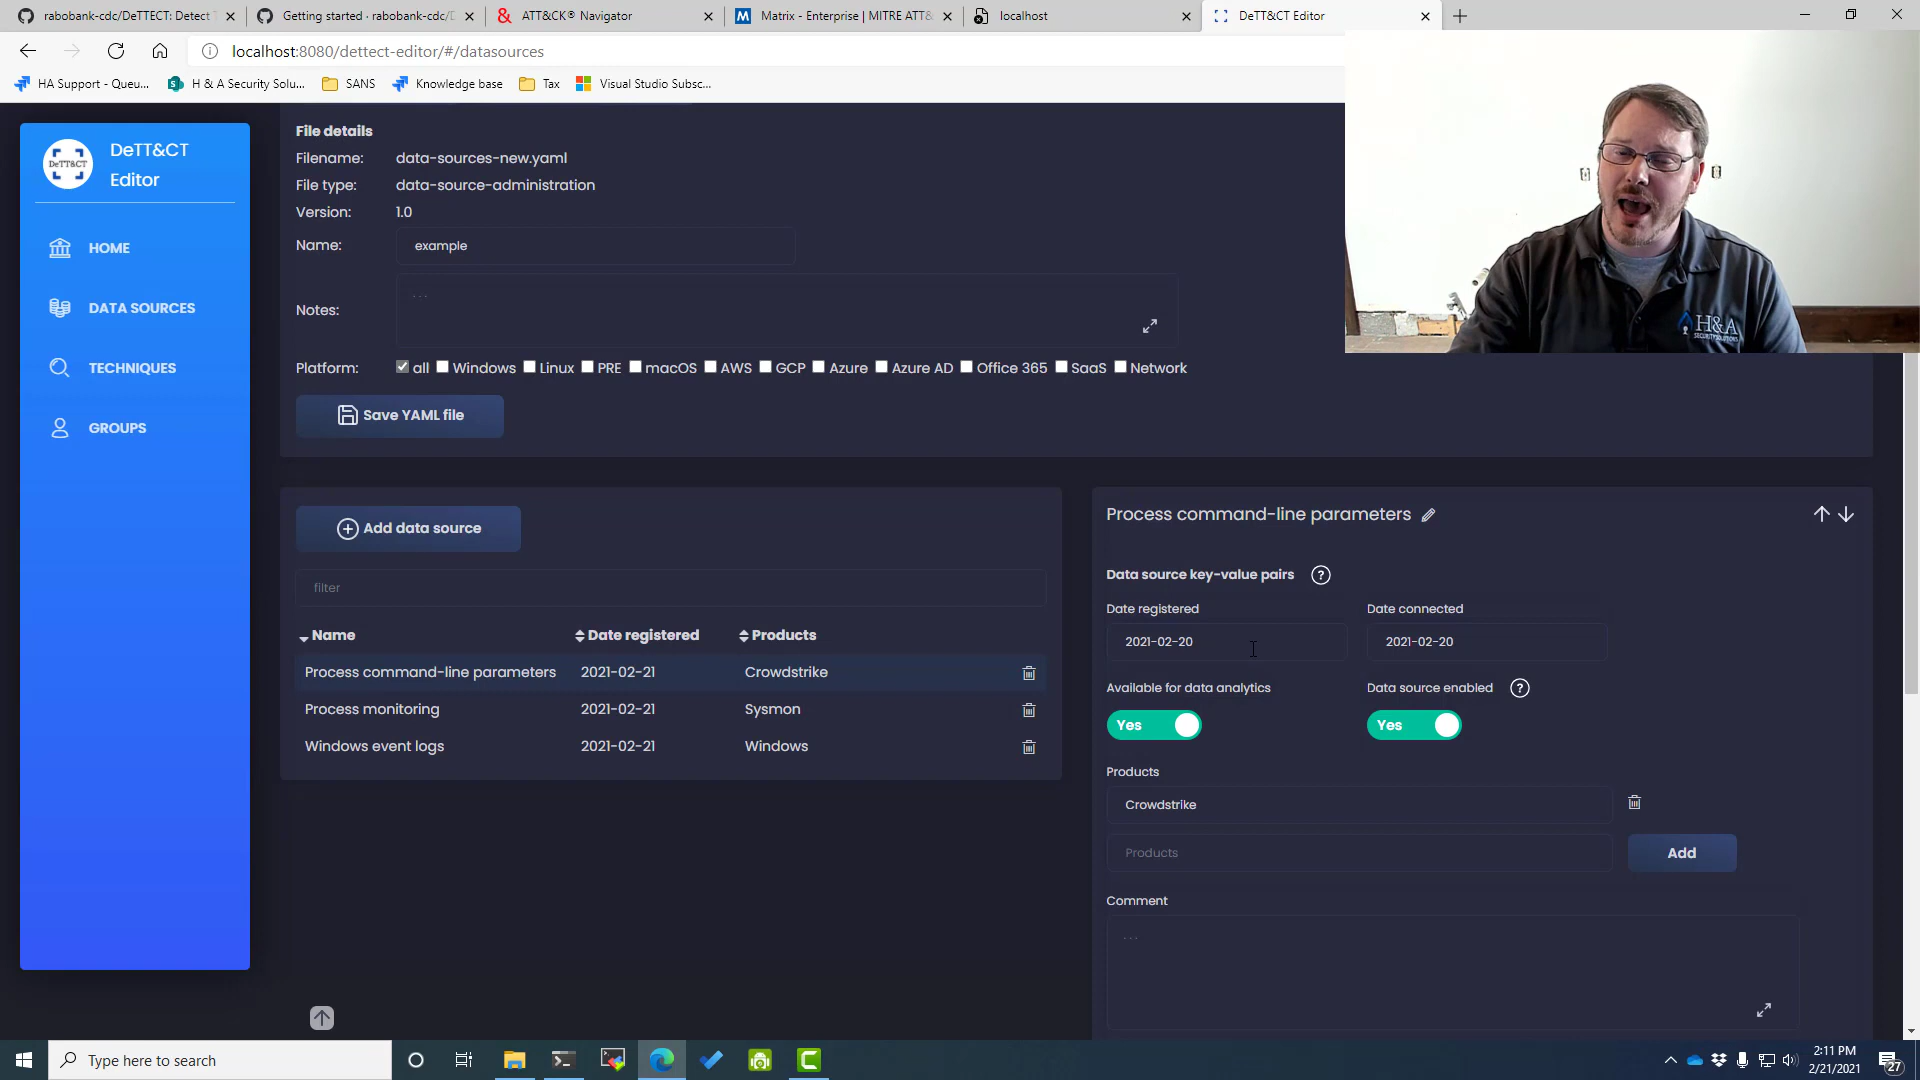 rabobank-cdc/DeTTECT: Detect T
Getting started · rabobank-cdc/D
ATT&CK® Navigator
Matrix - Enterprise | MITRE ATT&
localhost
DeTT&CT Editor
localhost:8080/dettect-editor/#/datasources
HA Support - Queu...
H & A Security Solu...
SANS
Knowledge base
Tax
Visual Studio Subsc...
DeTT&CT
DeTT&CT
Editor
HOME
DATA SOURCES
TECHNIQUES
GROUPS
File details
Filename: data-sources-new.yaml
File type: data-source-administration
Version: 1.0
Name: example
Notes: ...
Platform: all Windows Linux PRE macOS AWS GCP Azure Azure AD Office 365 SaaS Network
Save YAML file
H&A
SECURITY SOLUTIONS
Add data source
filter
Name Date registered Products
Process command-line parameters 2021-02-21 Crowdstrike
Process monitoring 2021-02-21 Sysmon
Windows event logs 2021-02-21 Windows
Process command-line parameters
Data source key-value pairs ?
Date registered Date connected
2021-02-20 2021-02-20
Available for data analytics Data source enabled ?
Yes Yes
Products
Crowdstrike
Products Add
Comment
...
Type here to search
2:11 PM
2/21/2021
27